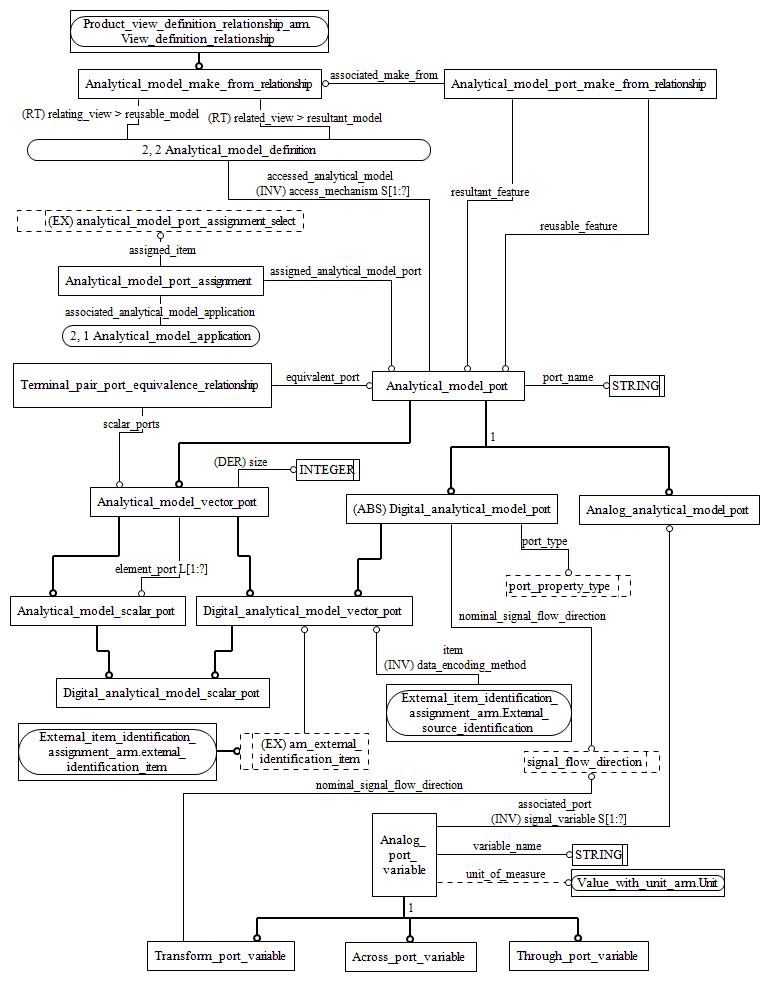 Product_view_definition_relationship_arm.
View_definition_relationship
Analytical_model_make_from_relationship
associated_make_from
Analytical_model_port_make_from_relationship
(RT) relating_view > reusable_model
(RT) related_view > resultant_model
2, 2 Analytical_model_definition
accessed_analytical_model
(INV) access_mechanism S[1:?]
resultant_feature
(EX) analytical_model_port_assignment_select
reusable_feature
assigned_item
Analytical_model_port_assignment
assigned_analytical_model_port
associated_analytical_model_application
2, 1 Analytical_model_application
Terminal_pair_port_equivalence_relationship
equivalent_port
Analytical_model_port
port_name
STRING
scalar_ports
1
(DER) size
INTEGER
Analytical_model_vector_port
(ABS) Digital_analytical_model_port
Analog_analytical_model_port
port_type
element_port L[1:?]
port_property_type
Analytical_model_scalar_port
Digital_analytical_model_vector_port
nominal_signal_flow_direction
item
(INV) data_encoding_method
Digital_analytical_model_scalar_port
External_item_identification_
assignment_arm.External_
source_identification
External_item_identification_
assignment_arm.external_
identification_item
(EX) am_external_
identification_item
signal_flow_direction
nominal_signal_flow_direction
associated_port
(INV) signal_variable S[1:?]
Analog_
port_
variable
variable_name
STRING
unit_of_measure
Value_with_unit_arm.Unit
1
Transform_port_variable
Across_port_variable
Through_port_variable